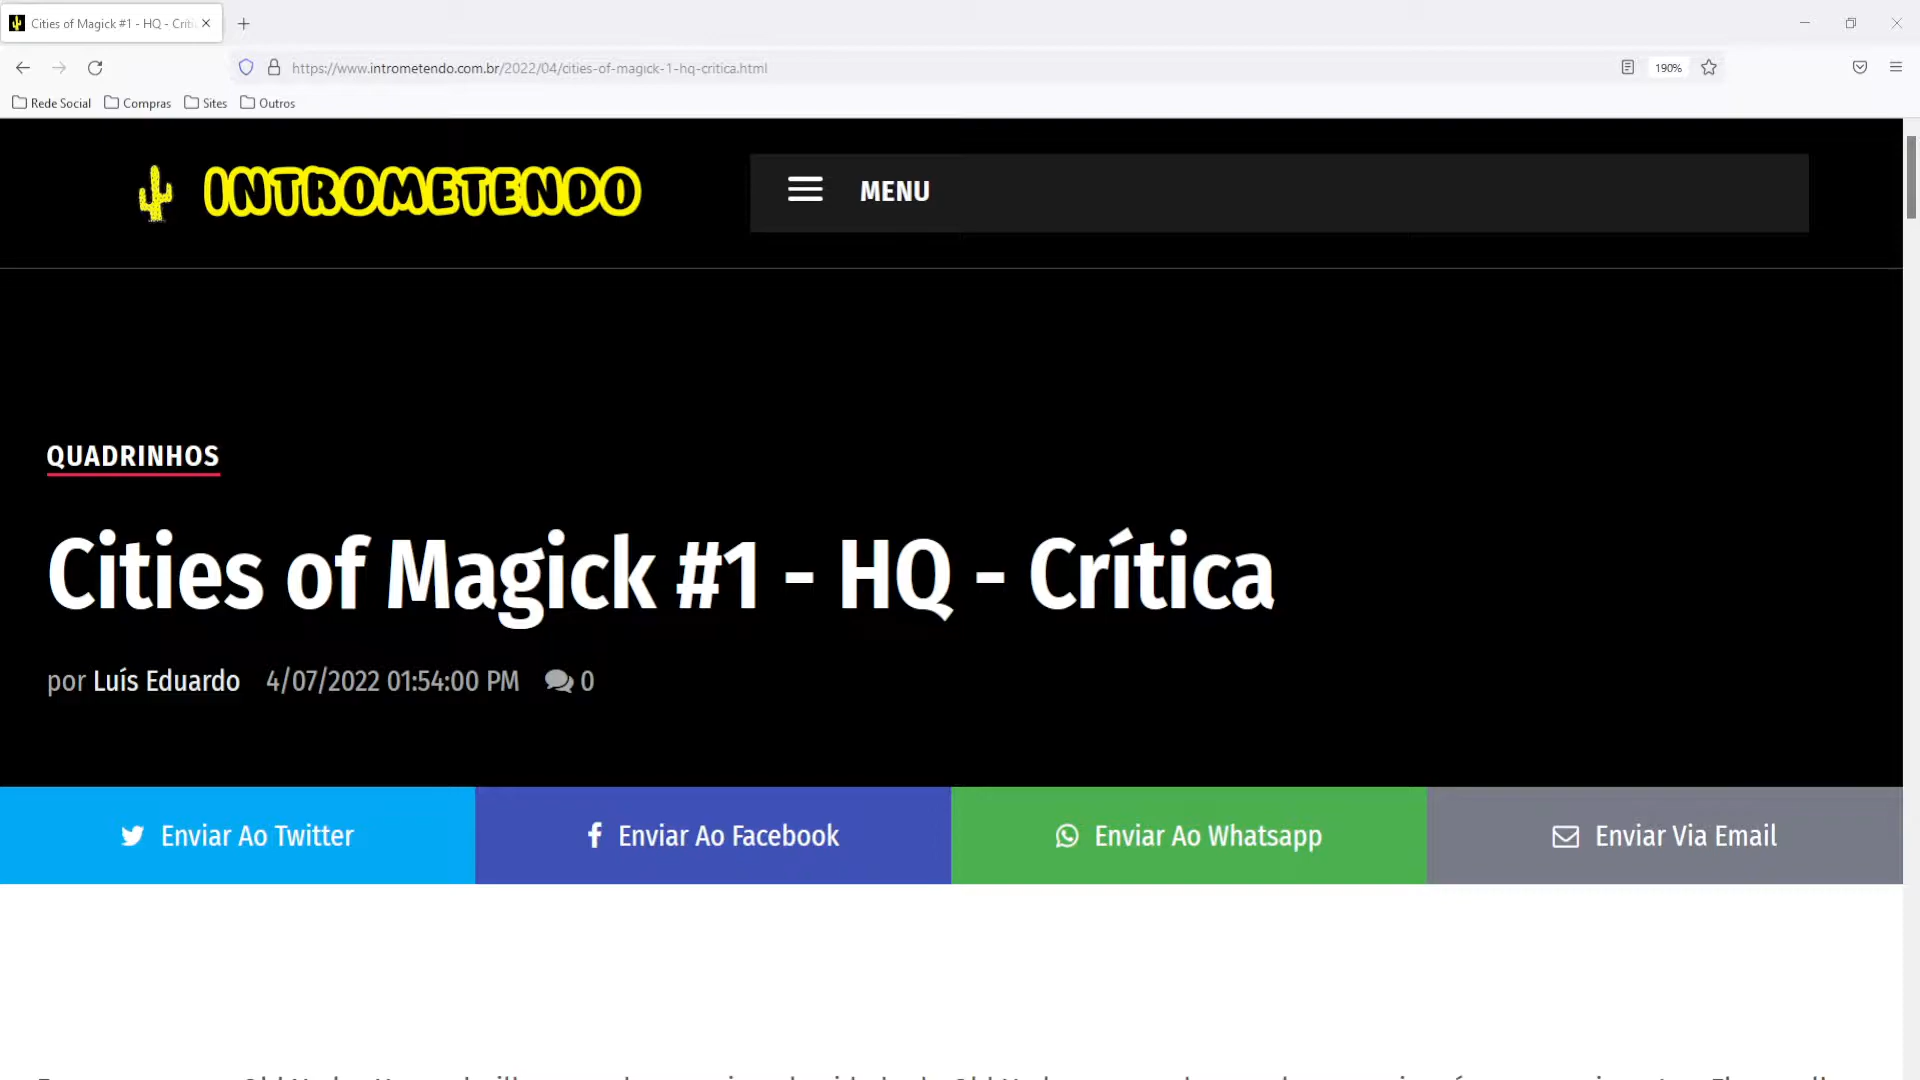 Cities of Magick #1 - HQ - Crít
https://www.intrometendo.com.br/2022/04/cities-of-magick-1-hq-critica.html
190%
Rede Social
Compras
Sites
Outros
INTROMETENDO
MENU
QUADRINHOS
Cities of Magick #1 - HQ - Crítica
por Luís Eduardo 4/07/2022 01:54:00 PM 0
Enviar Ao Twitter
Enviar Ao Facebook
Enviar Ao Whatsapp
Enviar Via Email